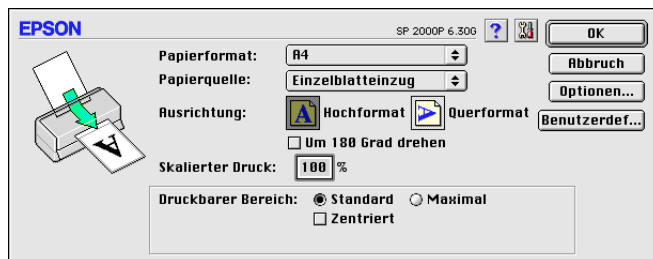 EPSON
SP 2000P 6.30G
OK
Papierformat: A4
Abbruch
Papierquelle: Einzelblatteinzug
Optionen...
Ausrichtung: Hochformat Querformat
Benutzerdef...
Um 180 Grad drehen
Skalierter Druck: 100 %
Druckbarer Bereich: Standard Maximal
Zentriert